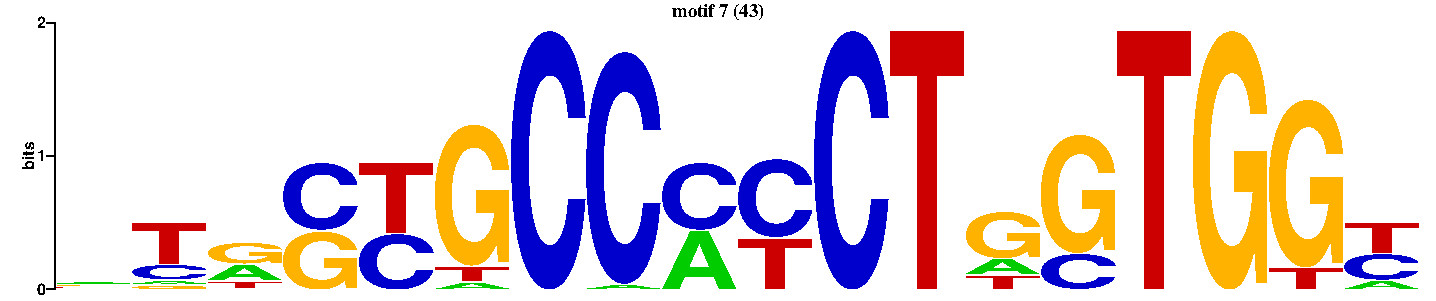 motif 7 (43)
2
bits
1
0
T G C T G C C C C C T G G T G G T
C A G C T A A T A C T C
A T A T A
G